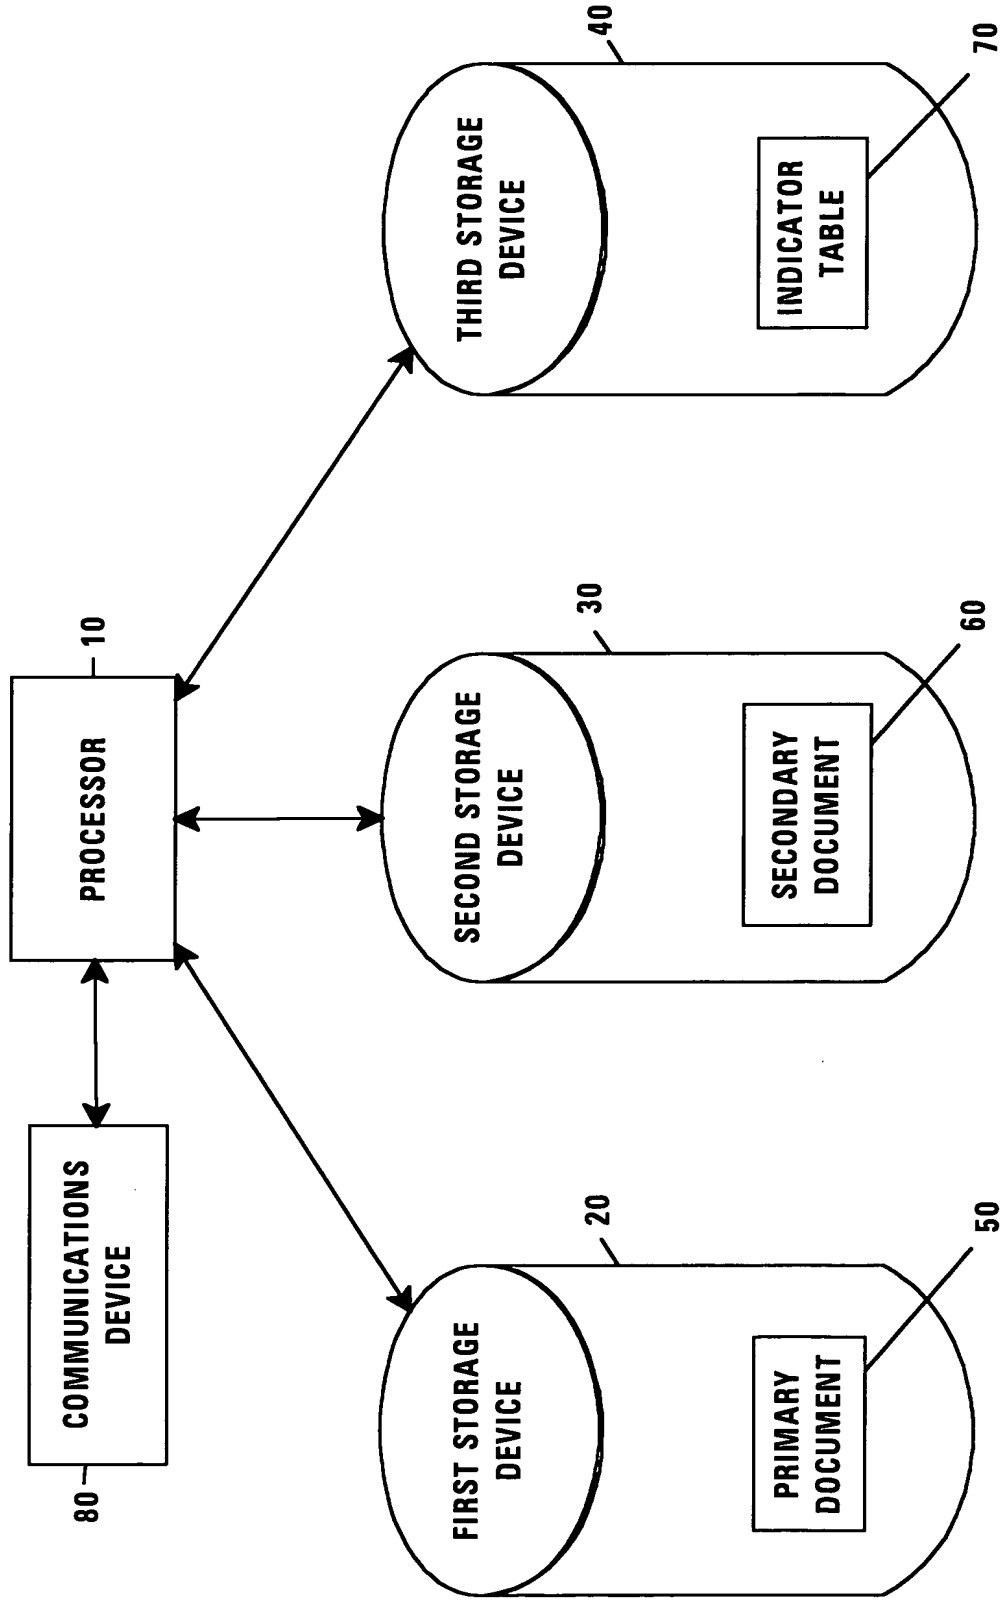 80
COMMUNICATIONS
DEVICE
PROCESSOR
10
FIRST STORAGE
DEVICE
20
PRIMARY
DOCUMENT
50
SECOND STORAGE
DEVICE
30
SECONDARY
DOCUMENT
60
THIRD STORAGE
DEVICE
40
INDICATOR
TABLE
70